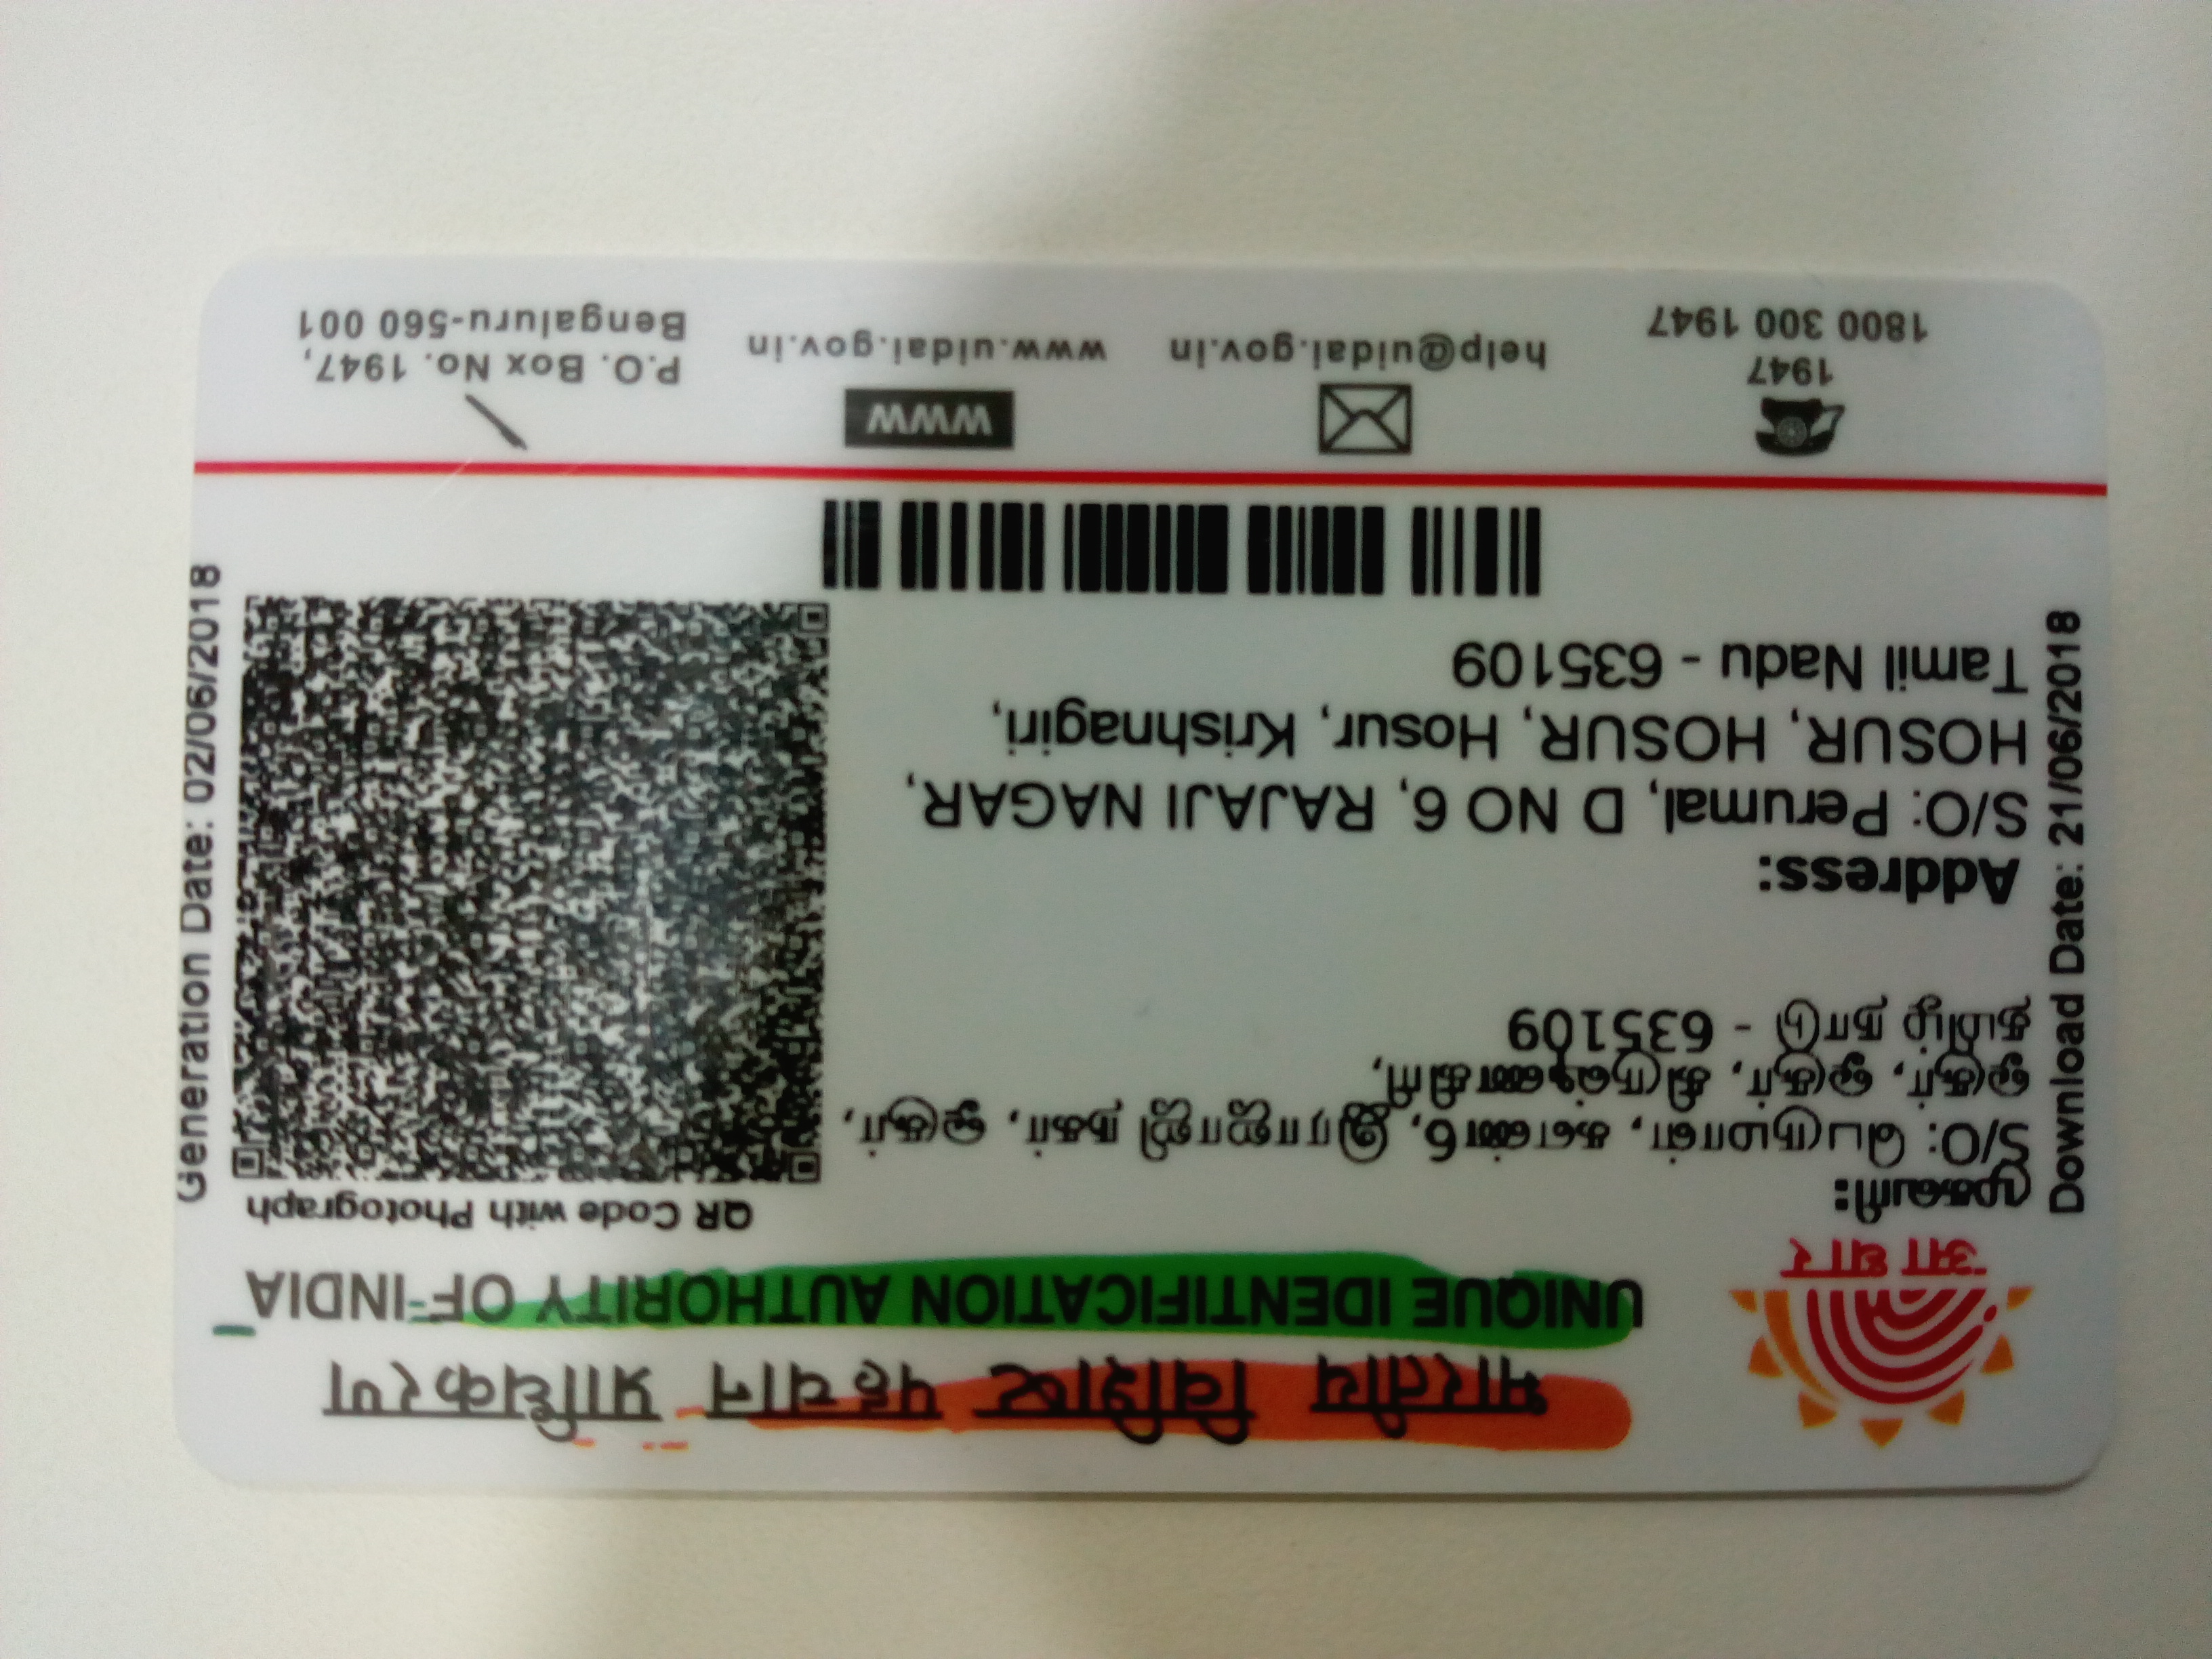 भारतीय विशिष्ट पहचान प्राधिकरण
UNIQUE IDENTIFICATION AUTHORITY OF INDIA
आधार
QR Code with Photograph
முகவரி:
S/O: பெருமாள், கஎண் 6, இராஜாஜி நகர், ஓசூர்,
ஓசூர், ஓசூர், கிருஷ்ணகிரி,
தமிழ் நாடு - 635109
Address:
S/O: Perumal, D NO 6, RAJAJI NAGAR,
HOSUR, HOSUR, Hosur, Krishnagiri,
Tamil Nadu - 635109
Download Date: 21/06/2018
Generation Date: 02/06/2018
1947
1800 300 1947
help@uidai.gov.in
WWW
www.uidai.gov.in
P.O. Box No. 1947,
Bengaluru-560 001